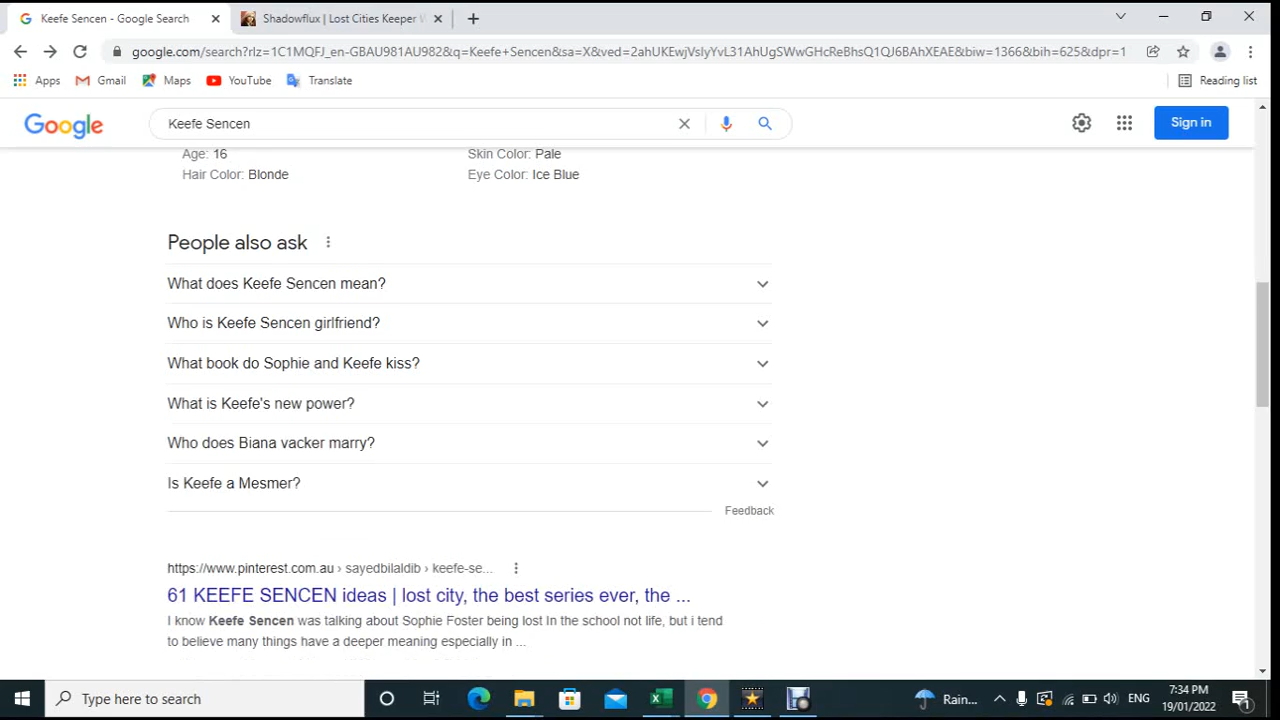 Keefe Sencen - Google Search
Shadowflux | Lost Cities Keeper
google.com/search?rlz=1C1MQFJ_en-GBAU981AU982&q=Keefe+Sencen&sa=X&ved=2ahUKEwjVslyYvL31AhUgSWwGHcReBhsQ1QJ6BAhXEAE&biw=1366&bih=625&dpr=1
Apps Gmail Maps YouTube Translate Reading list
Google Keefe Sencen Sign in
Age: 16 Skin Color: Pale
Hair Color: Blonde Eye Color: Ice Blue
People also ask
What does Keefe Sencen mean?
Who is Keefe Sencen girlfriend?
What book do Sophie and Keefe kiss?
What is Keefe's new power?
Who does Biana vacker marry?
Is Keefe a Mesmer?
Feedback
https://www.pinterest.com.au › sayedbilaldib › keefe-se...
61 KEEFE SENCEN ideas | lost city, the best series ever, the ...
I know Keefe Sencen was talking about Sophie Foster being lost In the school not life, but i tend
to believe many things have a deeper meaning especially in ...
Type here to search Rain... ENG 7:34 PM
19/01/2022 1